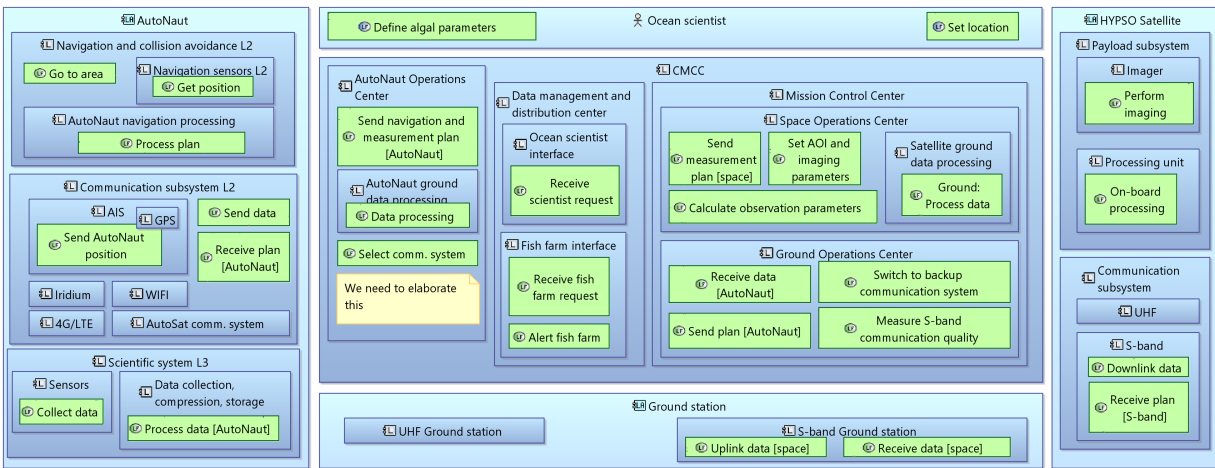 AutoNaut
Navigation and collision avoidance L2
Go to area
Navigation sensors L2
Get position
AutoNaut navigation processing
Process plan
Communication subsystem L2
AIS
GPS
Send AutoNaut
position
Send data
Receive plan
[AutoNaut]
Iridium
WIFI
4G/LTE
AutoSat comm. system
Scientific system L3
Sensors
Collect data
Data collection,
compression, storage
Process data [AutoNaut]
Ocean scientist
Define algal parameters
Set location
CMCC
AutoNaut Operations
Center
Send navigation and
measurement plan
[AutoNaut]
AutoNaut ground
data processing
Data processing
Select comm. system
We need to elaborate
this
Data management and
distribution center
Ocean scientist
interface
Receive
scientist request
Fish farm interface
Receive fish
farm request
Alert fish farm
Mission Control Center
Space Operations Center
Send
measurement
plan [space]
Set AOI and
imaging
parameters
Calculate observation parameters
Satellite ground
data processing
Ground:
Process data
Ground Operations Center
Receive data
[AutoNaut]
Switch to backup
communication system
Send plan [AutoNaut]
Measure S-band
communication quality
Ground station
UHF Ground station
S-band Ground station
Uplink data [space]
Receive data [space]
HYPSO Satellite
Payload subsystem
Imager
Perform
imaging
Processing unit
On-board
processing
Communication
subsystem
UHF
S-band
Downlink data
Receive plan
[S-band]